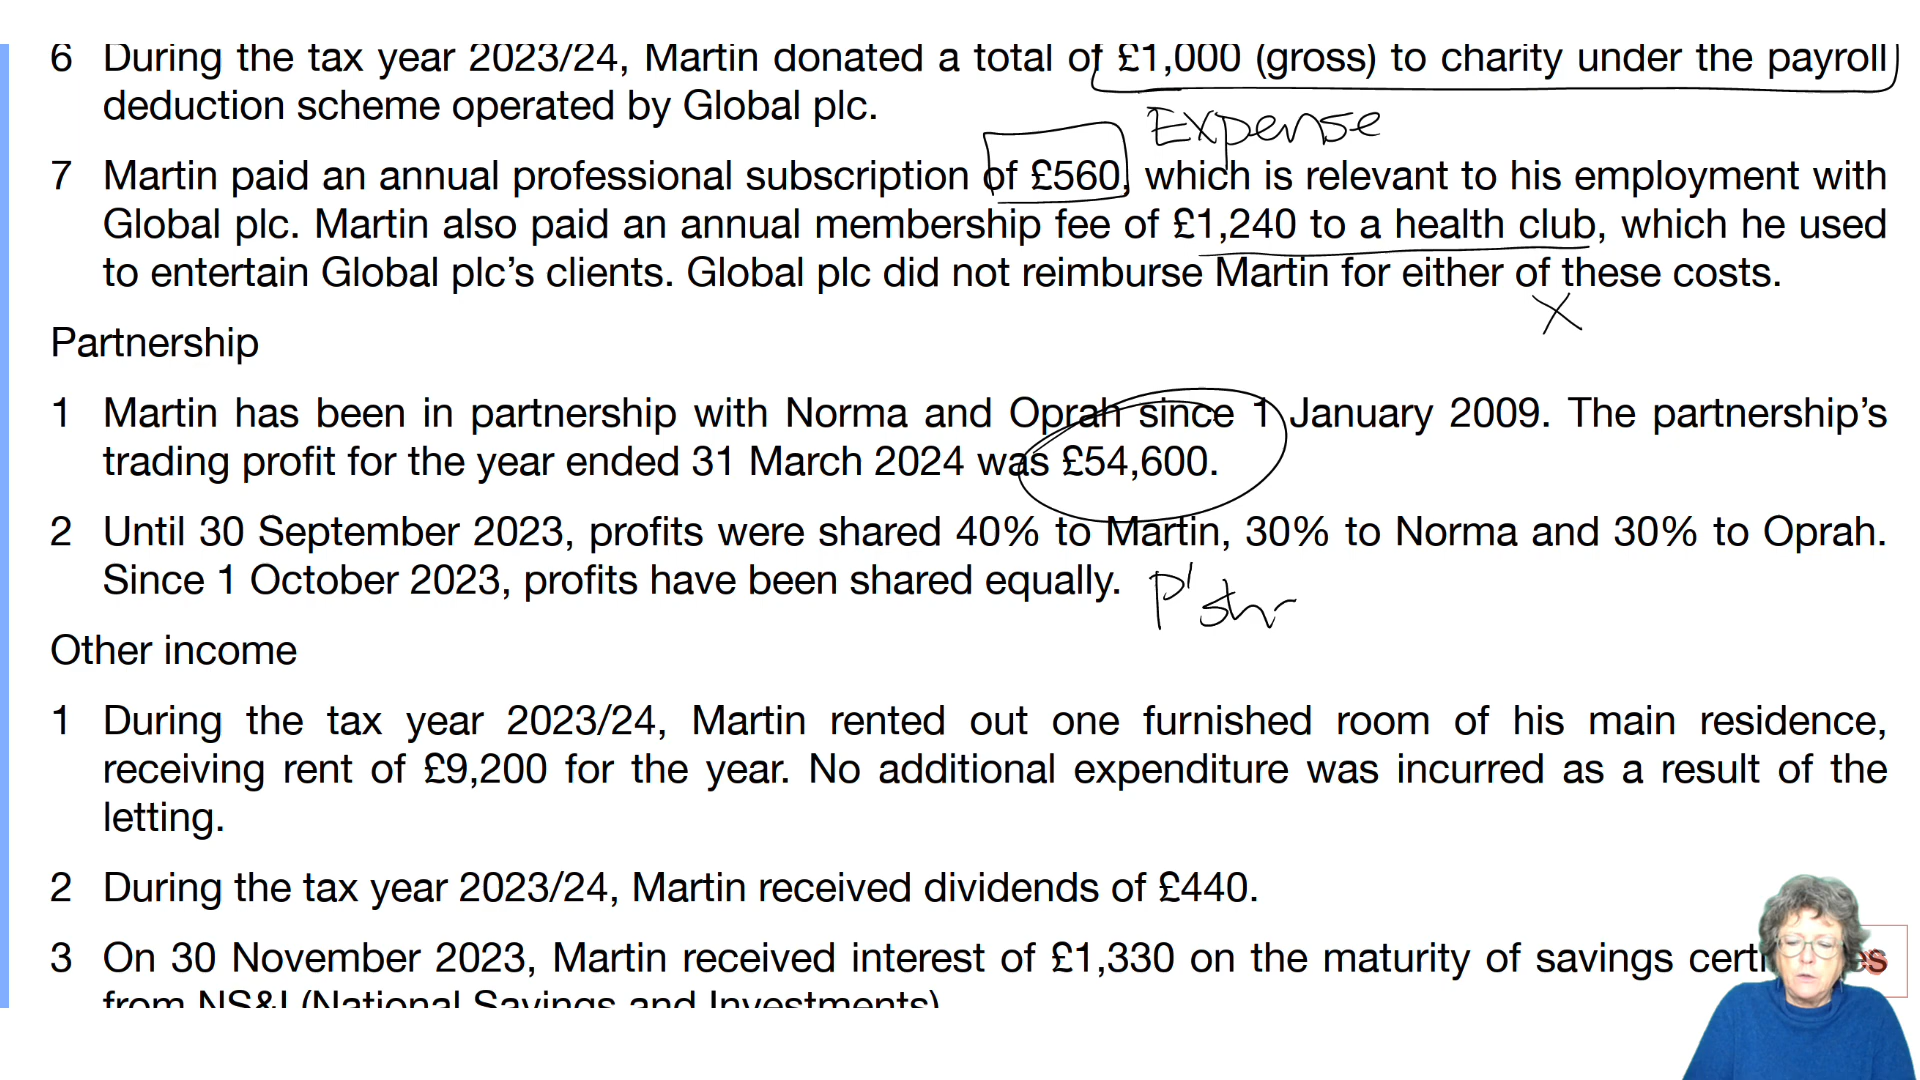 6 During the tax year 2023/24, Martin donated a total of £1,000 (gross) to charity under the payroll
deduction scheme operated by Global plc.
Expense
7 Martin paid an annual professional subscription of £560, which is relevant to his employment with
Global plc. Martin also paid an annual membership fee of £1,240 to a health club, which he used
to entertain Global plc’s clients. Global plc did not reimburse Martin for either of these costs.
X
Partnership
1 Martin has been in partnership with Norma and Oprah since 1 January 2009. The partnership’s
trading profit for the year ended 31 March 2024 was £54,600.
2 Until 30 September 2023, profits were shared 40% to Martin, 30% to Norma and 30% to Oprah.
Since 1 October 2023, profits have been shared equally.
Other income
1 During the tax year 2023/24, Martin rented out one furnished room of his main residence,
receiving rent of £9,200 for the year. No additional expenditure was incurred as a result of the
letting.
2 During the tax year 2023/24, Martin received dividends of £440.
3 On 30 November 2023, Martin received interest of £1,330 on the maturity of savings
from NS&I (National Savings and Investments)